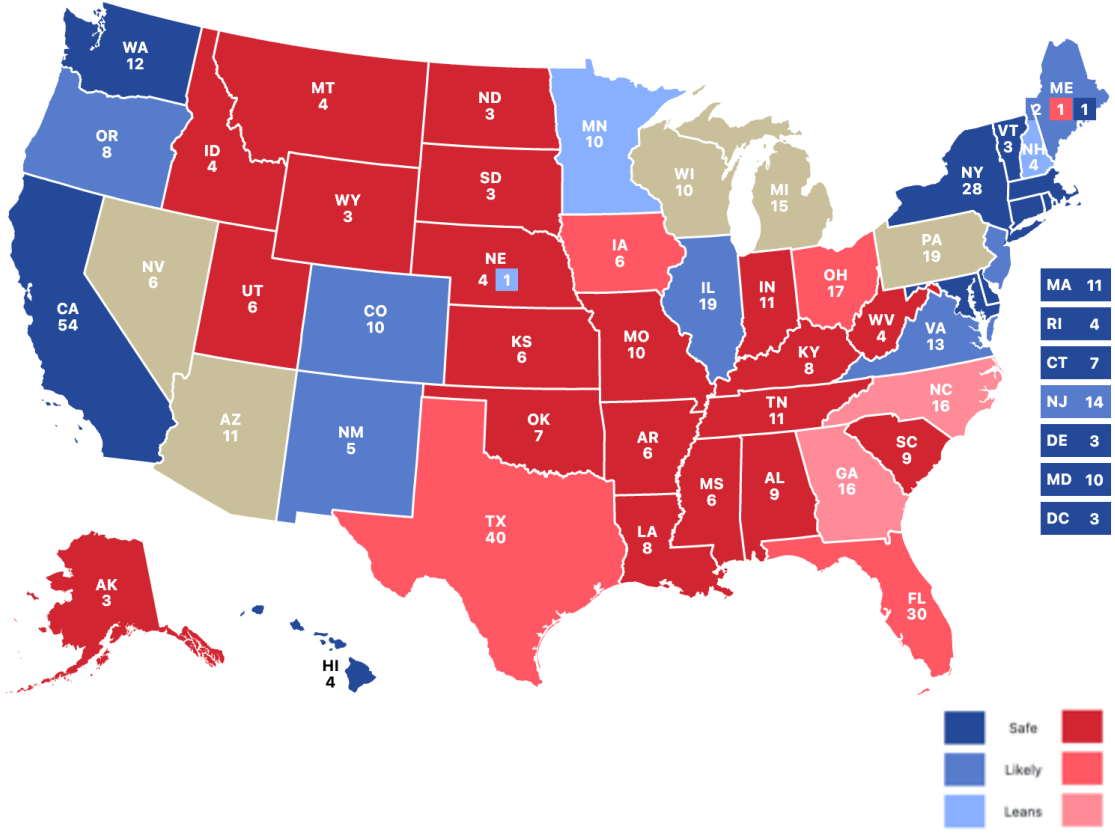 WA
12
OR
8
CA
54
NV
6
ID
4
MT
4
WY
3
UT
6
AZ
11
CO
10
NM
5
ND
3
SD
3
NE
4 1
KS
6
OK
7
TX
40
MN
10
IA
6
MO
10
AR
6
LA
8
WI
10
IL
19
MI
15
IN
11
OH
17
KY
8
TN
11
MS
6
AL
9
GA
16
FL
30
SC
9
NC
16
VA
13
WV
4
PA
19
NY
28
VT
3
NH
4
ME
2 1 1
MA 11
RI 4
CT 7
NJ 14
DE 3
MD 10
DC 3
AK
3
HI
4
Safe
Likely
Leans